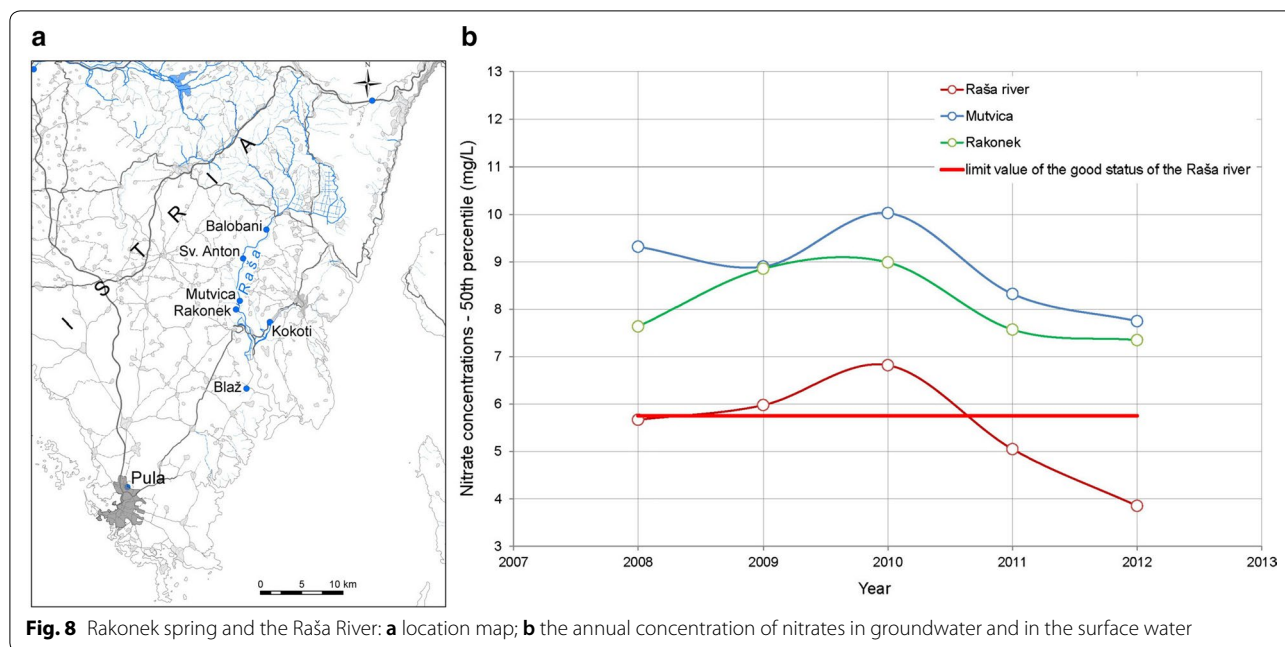 a
N
I S T R I A
Balobani
Sv. Anton
Raša
Mutvica
Rakonek
Kokoti
Blaž
Pula
0 5 10 km
b
Nitrate concentrations - 50th percentile (mg/L)
13
12
11
10
9
8
7
6
5
4
3
Raša river
Mutvica
Rakonek
limit value of the good status of the Raša river
2007 2008 2009 2010 2011 2012 2013
Year
Fig. 8 Rakonek spring and the Raša River: a location map; b the annual concentration of nitrates in groundwater and in the surface water